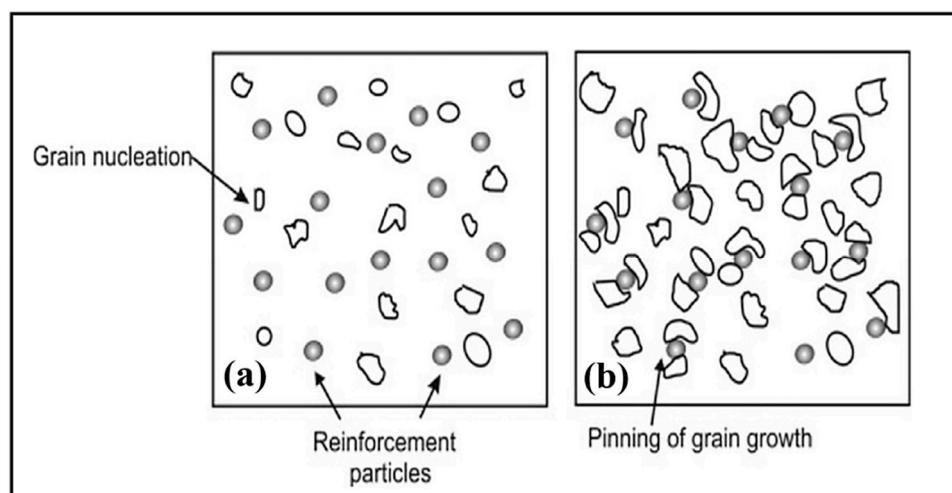 Grain nucleation
(a)
(b)
Reinforcement
particles
Pinning of grain growth